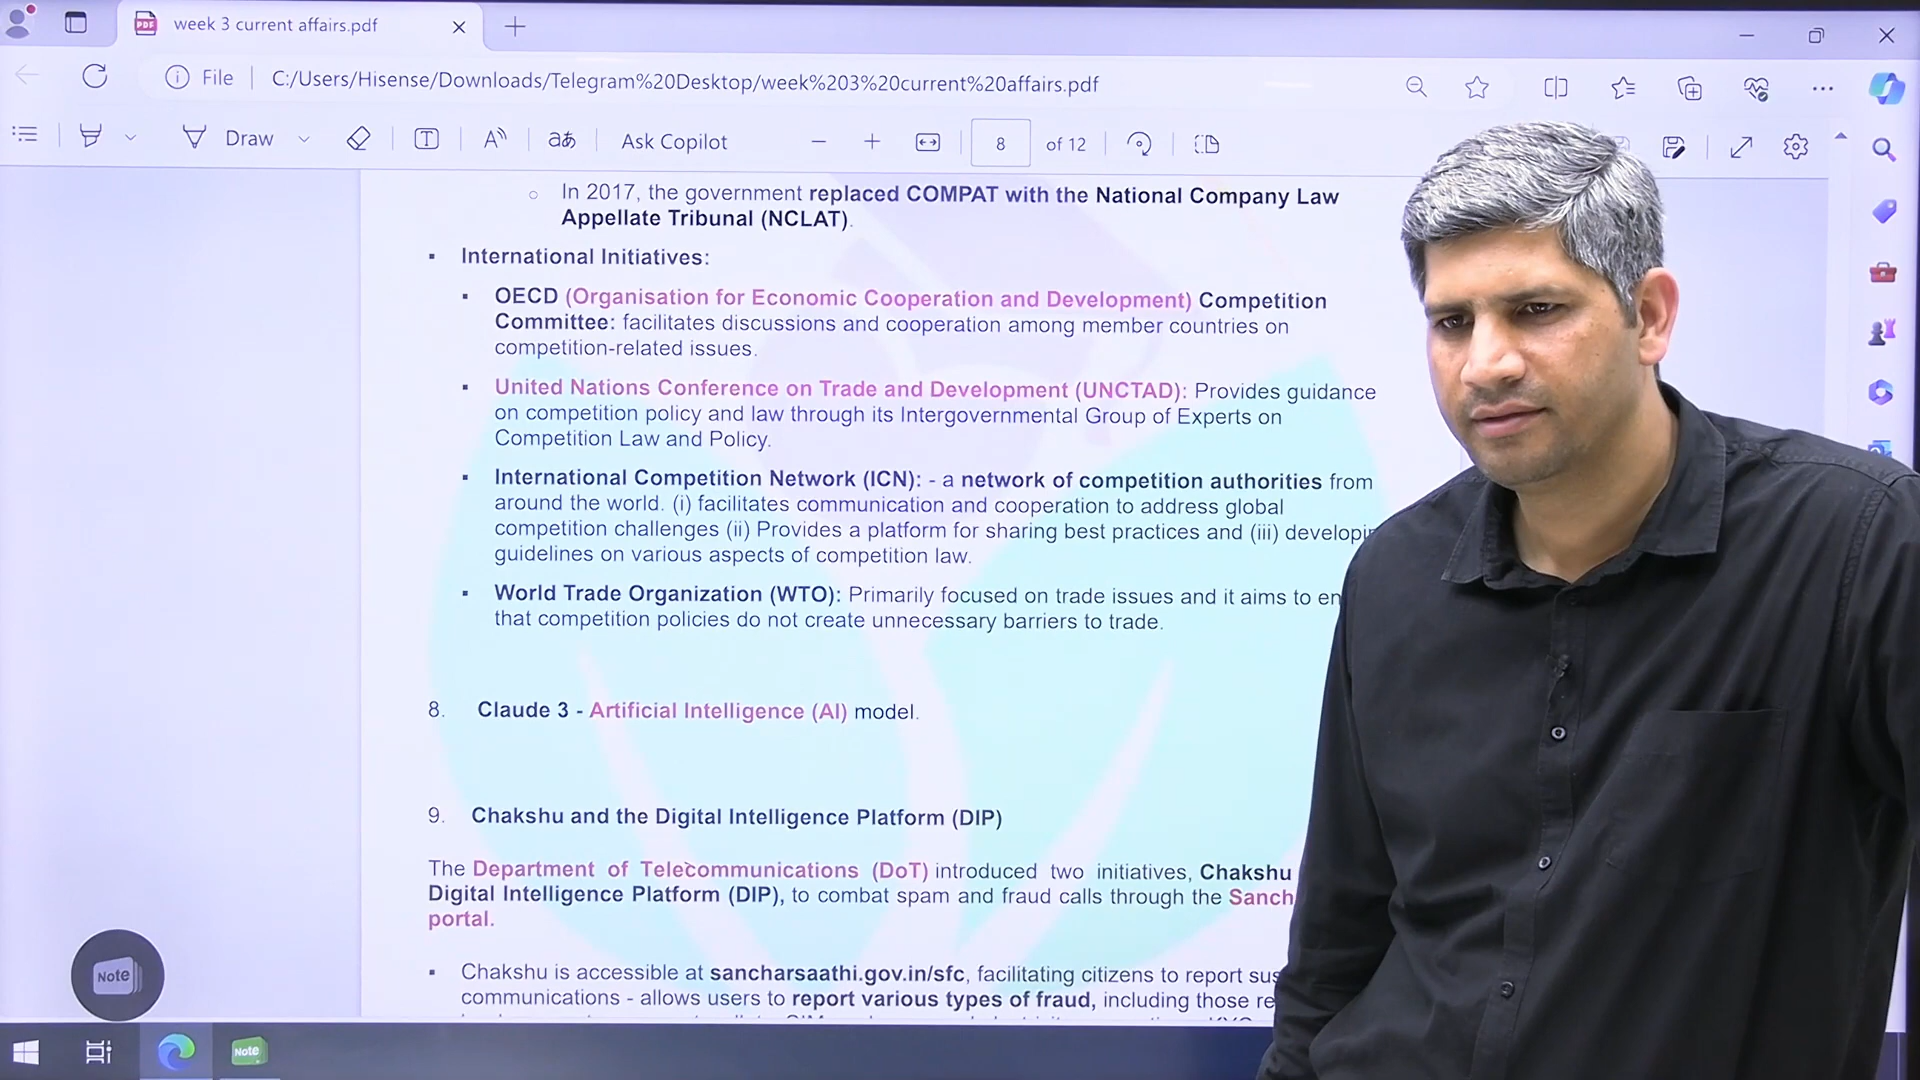 week 3 current affairs.pdf
File
C:/Users/Hisense/Downloads/Telegram%20Desktop/week%203%20current%20affairs.pdf
Draw
Ask Copilot
8 of 12
In 2017, the government replaced COMPAT with the National Company Law
Appellate Tribunal (NCLAT).
International Initiatives:
OECD (Organisation for Economic Cooperation and Development) Competition
Committee: facilitates discussions and cooperation among member countries on
competition-related issues.
United Nations Conference on Trade and Development (UNCTAD): Provides guidance
on competition policy and law through its Intergovernmental Group of Experts on
Competition Law and Policy.
International Competition Network (ICN): - a network of competition authorities from
around the world. (i) facilitates communication and cooperation to address global
competition challenges (ii) Provides a platform for sharing best practices and (iii)
guidelines on various aspects of competition law.
World Trade Organization (WTO): Primarily focused on trade issues and it aims to
that competition policies do not create unnecessary barriers to trade.
8. Claude 3 - Artificial Intelligence (AI) model.
9. Chakshu and the Digital Intelligence Platform (DIP)
The Department of Telecommunications (DoT) introduced two initiatives, Chakshu
Digital Intelligence Platform (DIP), to combat spam and fraud calls through the
portal.
Chakshu is accessible at sancharsaathi.gov.in/sfc, facilitating citizens to report
communications - allows users to report various types of fraud, including those
Note
Note